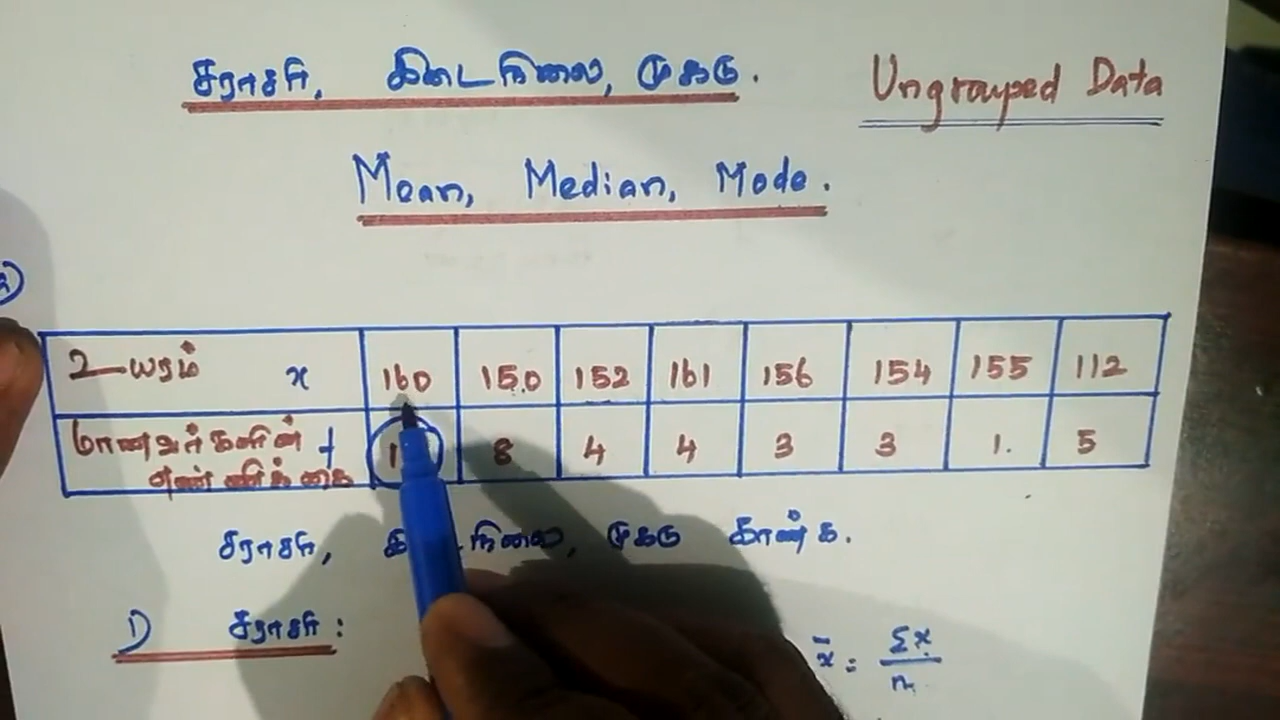 சராசரி, இடைநிலை, முகடு. Ungrouped Data
Mean, Median, Mode.
உயரம் x 160 150 152 161 156 154 155 112
மாணவர்களின் f 8 4 4 3 3 1. 5
எண்ணிக்கை
சராசரி, முகடு காண்க.
1) சராசரி:
x̄ = Σx
n